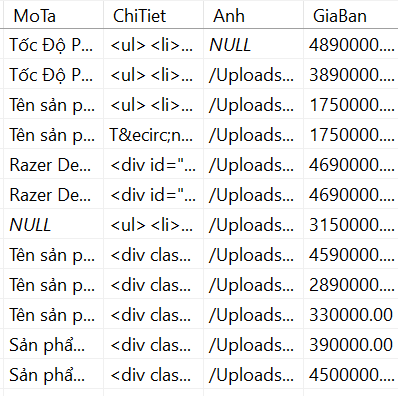 MoTa ChiTiet Anh GiaBan
Tốc Độ P... <ul> <li>... NULL 4890000....
Tốc Độ P... <ul> <li>... /Uploads... 3890000....
Tên sản p... <ul> <li>... /Uploads... 1750000....
Tên sản p... T&ecirc;n... /Uploads... 1750000....
Razer De... <div id="... /Uploads... 4690000....
Razer De... <div id="... /Uploads... 4690000....
NULL <ul> <li>... /Uploads... 3150000....
Tên sản p... <div clas... /Uploads... 4590000....
Tên sản p... <div clas... /Uploads... 2890000....
Tên sản p... <div clas... /Uploads... 330000.00
Sản phẩ... <div clas... /Uploads... 390000.00
Sản phẩ... <div clas... /Uploads... 4500000....